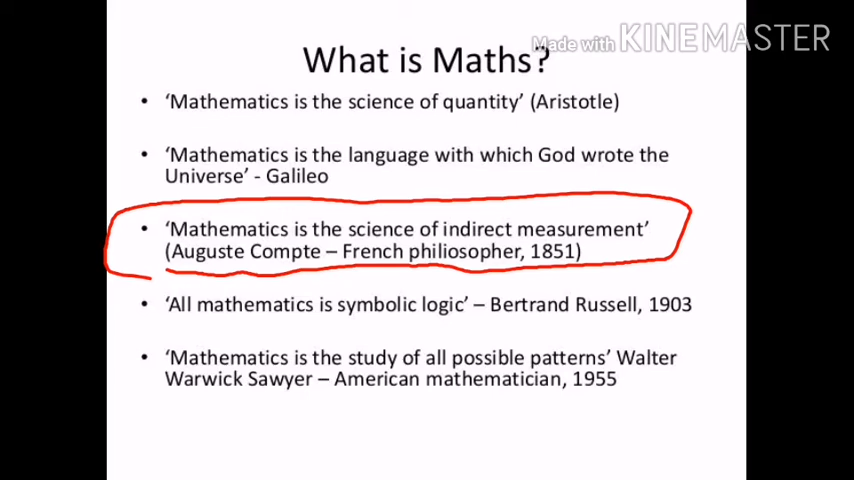 Made with KINEMASTER
What is Maths?
• ‘Mathematics is the science of quantity’ (Aristotle)
• ‘Mathematics is the language with which God wrote the
Universe’ - Galileo
• ‘Mathematics is the science of indirect measurement’
(Auguste Compte – French philiosopher, 1851)
• ‘All mathematics is symbolic logic’ – Bertrand Russell, 1903
• ‘Mathematics is the study of all possible patterns’ Walter
Warwick Sawyer – American mathematician, 1955